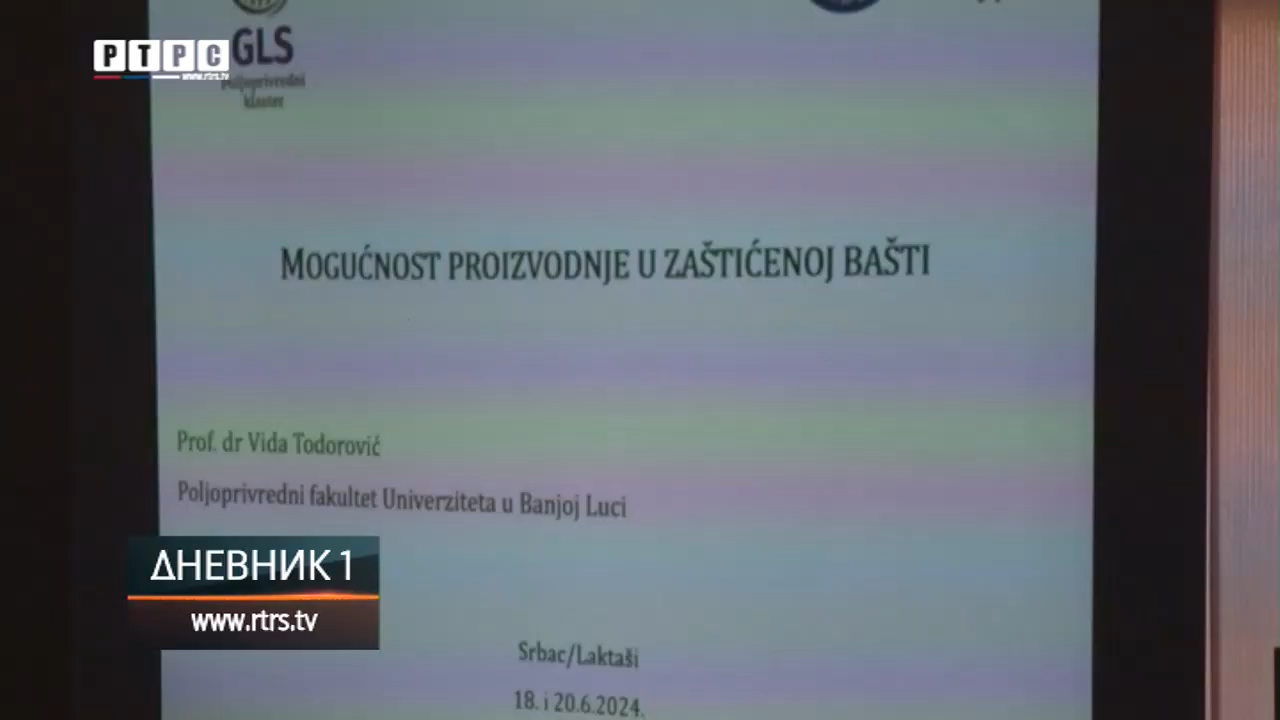 РТРС
www.rtrs.tv
GLS
Poljoprivredni
klaster
MOGUĆNOST PROIZVODNJE U ZAŠTIĆENOJ BAŠTI
Prof. dr Vida Todorović
Poljoprivredni fakultet Univerziteta u Banjoj Luci
ДНЕВНИК 1
www.rtrs.tv
Srbac/Laktaši
18. i 20.6.2024.